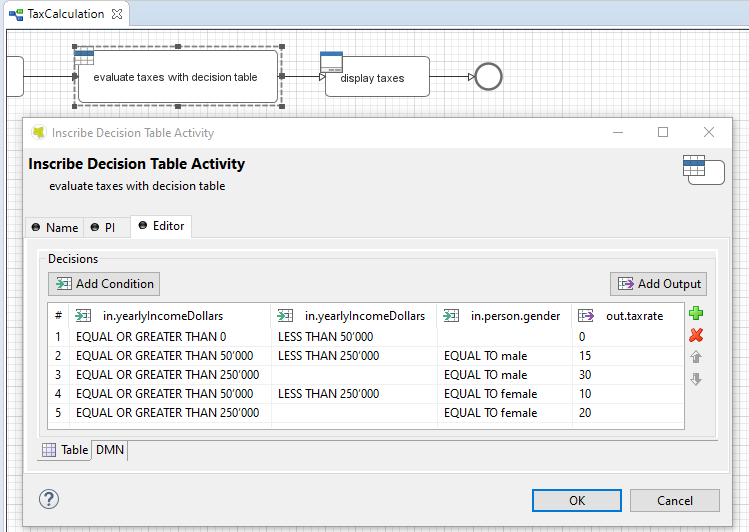 TaxCalculation
evaluate taxes with decision table
display taxes
Inscribe Decision Table Activity
Inscribe Decision Table Activity
evaluate taxes with decision table
Name PI Editor
Decisions
Add Condition Add Output
# in.yearlyIncomeDollars in.yearlyIncomeDollars in.person.gender out.taxrate
1 EQUAL OR GREATER THAN 0 LESS THAN 50'000 0
2 EQUAL OR GREATER THAN 50'000 LESS THAN 250'000 EQUAL TO male 15
3 EQUAL OR GREATER THAN 250'000 EQUAL TO male 30
4 EQUAL OR GREATER THAN 50'000 LESS THAN 250'000 EQUAL TO female 10
5 EQUAL OR GREATER THAN 250'000 EQUAL TO female 20
Table DMN
? OK Cancel